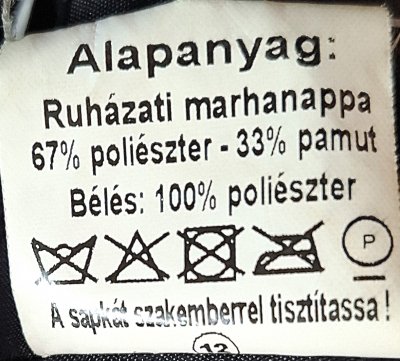 Alapanyag:
Ruházati marhanappa
67% poliészter - 33% pamut
Bélés: 100% poliészter
P
A sapkát szakemberrel tisztítassa!
12